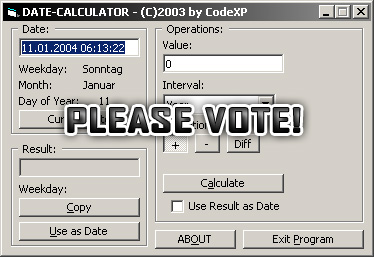 DATE-CALCULATOR - (C)2003 by CodeXP
Date:
11.01.2004 06:13:22
Weekday: Sonntag
Month: Januar
Day of Year: 11
Operations:
Value:
0
Interval:
PLEASE VOTE!
+ - Diff
Calculate
Use Result as Date
Result:
Weekday:
Copy
Use as Date
ABOUT
Exit Program